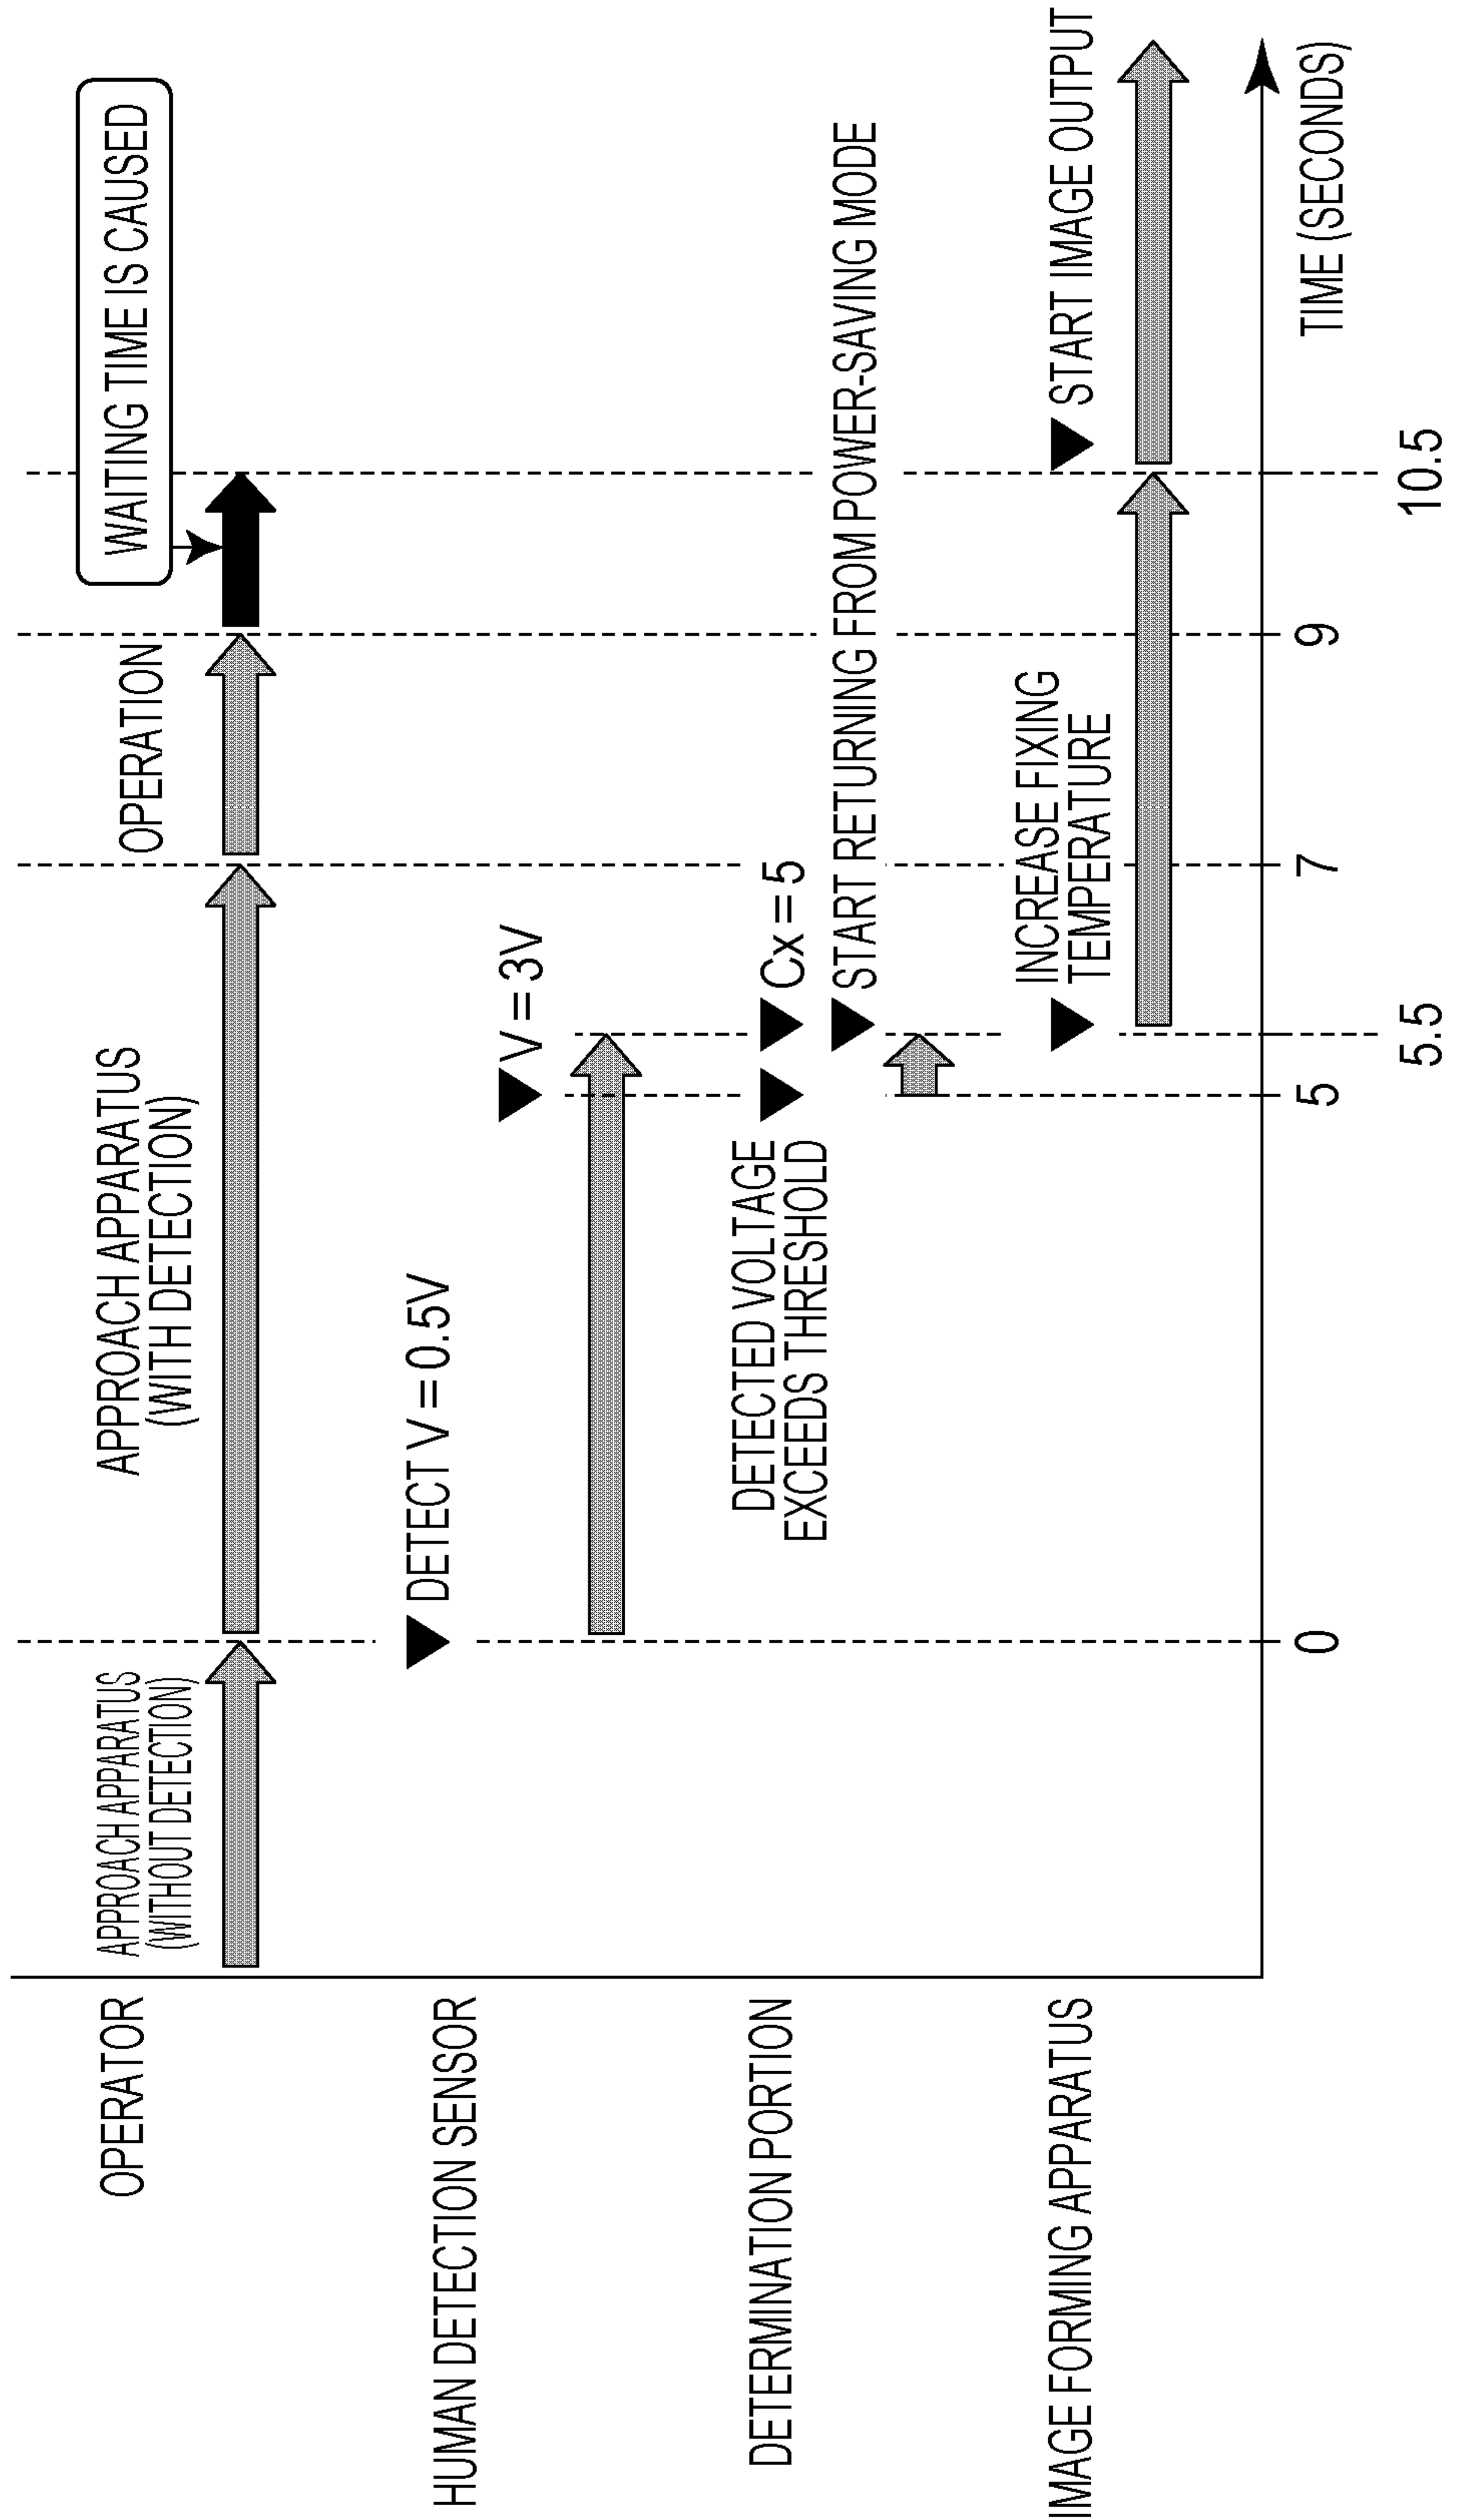 WAITING TIME IS CAUSED
OPERATOR
APPROACH APPARATUS
(WITHOUT DETECTION)
APPROACH APPARATUS
(WITH DETECTION)
OPERATION
HUMAN DETECTION SENSOR
DETECT V = 0.5V
V = 3V
DETERMINATION PORTION
DETECTED VOLTAGE
EXCEEDS THRESHOLD
Cx = 5
START RETURNING FROM POWER-SAVING MODE
IMAGE FORMING APPARATUS
INCREASE FIXING
TEMPERATURE
START IMAGE OUTPUT
0
5
5.5
7
9
10.5
TIME (SECONDS)